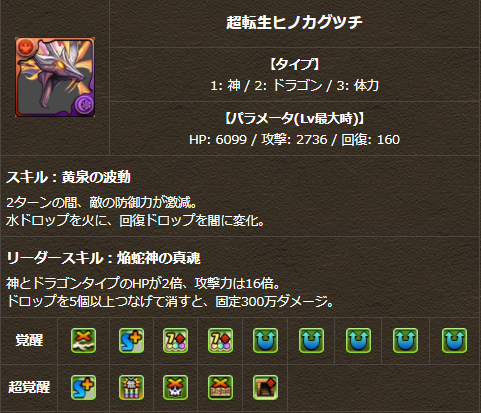 超転生ヒノカグツチ
【タイプ】
1: 神 / 2: ドラゴン / 3: 体力
【パラメータ(Lv最大時)】
HP: 6099 / 攻撃: 2736 / 回復: 160
スキル：黄泉の波動
2ターンの間、敵の防御力が激減。
水ドロップを火に、回復ドロップを闇に変化。
リーダースキル：焔蛇神の真魂
神とドラゴンタイプのHPが2倍、攻撃力は16倍。
ドロップを5個以上つなげて消すと、固定300万ダメージ。
覚醒
超覚醒